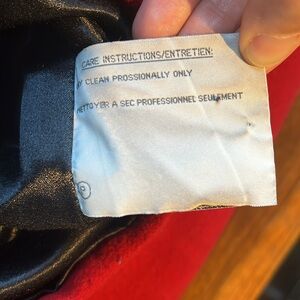 CARE INSTRUCTIONS/ENTRETIEN:
Y CLEAN PROSSIONALLY ONLY
NETTOYER A SEC PROFESSIONNEL SEULEMENT